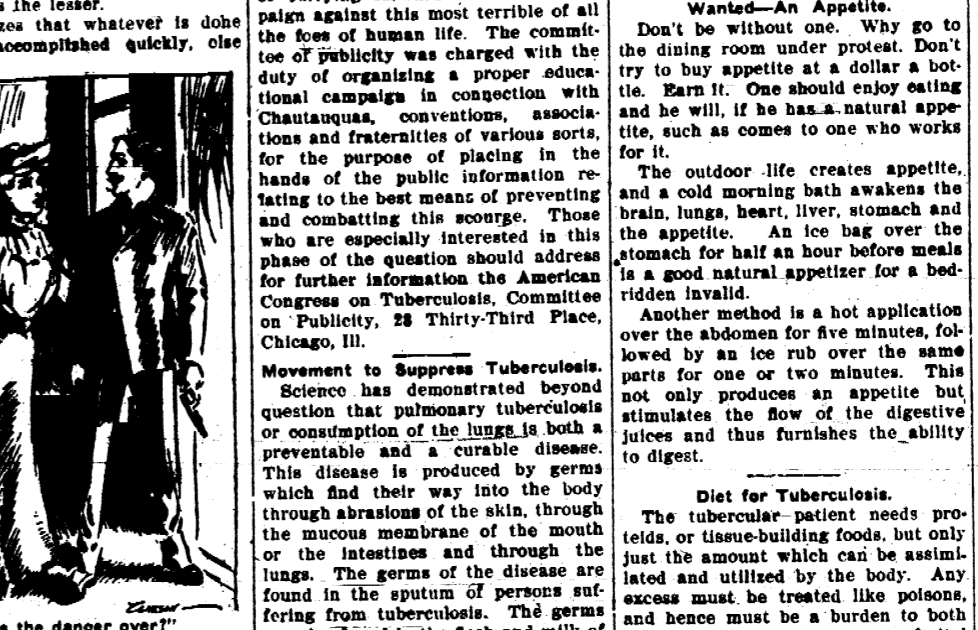 s the lesser.
zes that whatever is done
accomplished quickly, else
Zimson
s the danger over?"
paign against this most terrible of all
the foes of human life. The commit-
tee of publicity was charged with the
duty of organizing a proper educa-
tional campaign in connection with
Chautauquas, conventions, associa-
tions and fraternities of various sorts,
for the purpose of placing in the
hands of the public information re-
lating to the best means of preventing
and combatting this scourge. Those
who are especially interested in this
phase of the question should address
for further information the American
Congress on Tuberculosis, Committee
on Publicity, 28 Thirty-Third Place,
Chicago, Ill.
Movement to Suppress Tuberculosis.
Science has demonstrated beyond
question that pulmonary tuberculosis
or consumption of the lungs is both a
preventable and a curable disease.
This disease is produced by germs
which find their way into the body
through abrasions of the skin, through
the mucous membrane of the mouth
or the intestines and through the
lungs. The germs of the disease are
found in the sputum of persons suf-
fering from tuberculosis. The germs
Wanted—An Appetite.
Don't be without one. Why go to
the dining room under protest. Don't
try to buy appetite at a dollar a bot-
tle. Earn it. One should enjoy eating
and he will, if he has a natural appe-
tite, such as comes to one who works
for it.
The outdoor life creates appetite,
and a cold morning bath awakens the
brain, lungs, heart, liver, stomach and
the appetite. An ice bag over the
stomach for half an hour before meals
is a good natural appetizer for a bed-
ridden invalid.
Another method is a hot application
over the abdomen for five minutes, fol-
lowed by an ice rub over the same
parts for one or two minutes. This
not only produces an appetite but
stimulates the flow of the digestive
juices and thus furnishes the ability
to digest.
Diet for Tuberculosis.
The tubercular patient needs pro-
teids, or tissue-building foods, but only
just the amount which can be assimi-
lated and utilized by the body. Any
excess must be treated like poisons,
and hence must be a burden to both